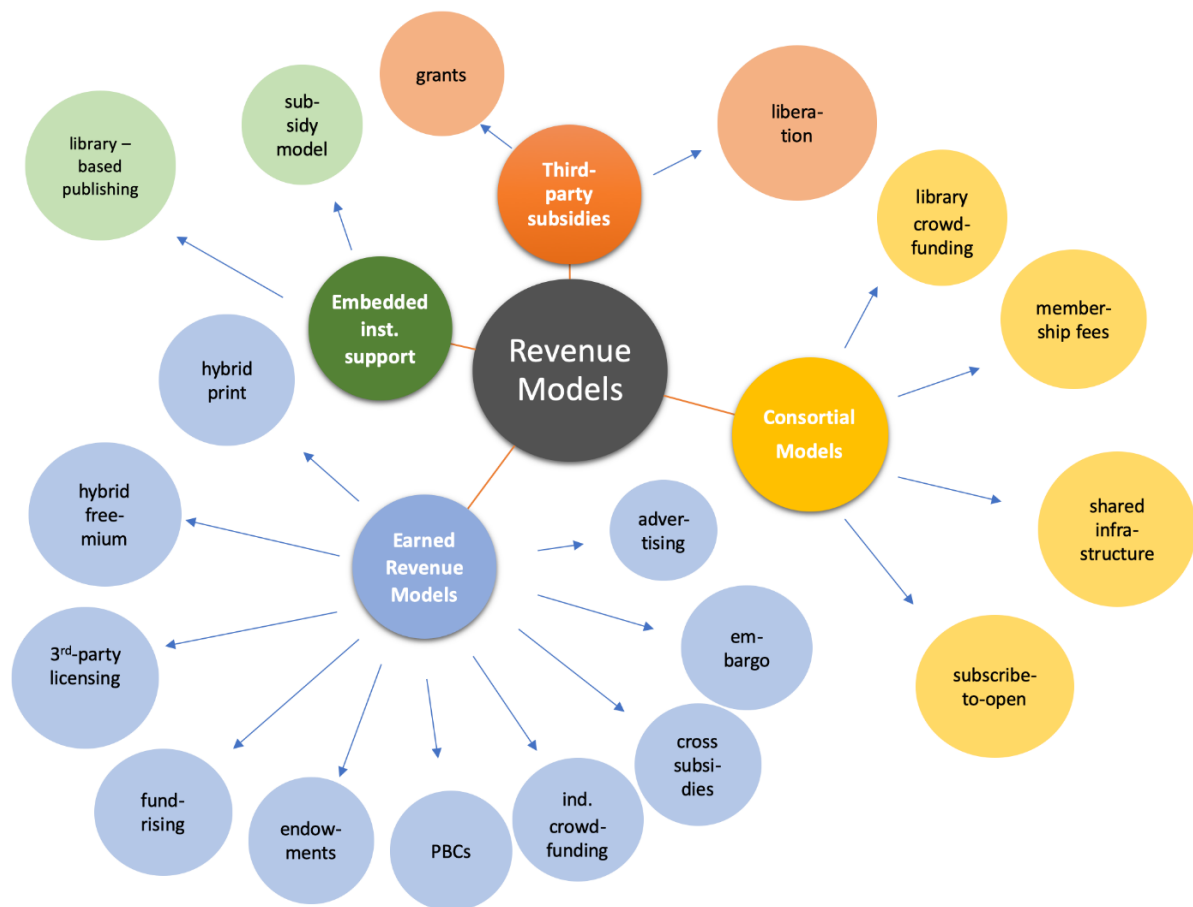 grants
libera-
tion
sub-
sidy
model
library –
based
publishing
Third-
party
subsidies
library
crowd-
funding
Embedded
inst.
support
member-
ship fees
Revenue
Models
hybrid
print
Consortial
Models
hybrid
free-
mium
shared
infra-
structure
adver-
tising
Earned
Revenue
Models
em-
bargo
subscribe-
to-open
3rd-party
licensing
cross
subsi-
dies
fund-
rising
endow-
ments
PBCs
ind.
crowd-
funding